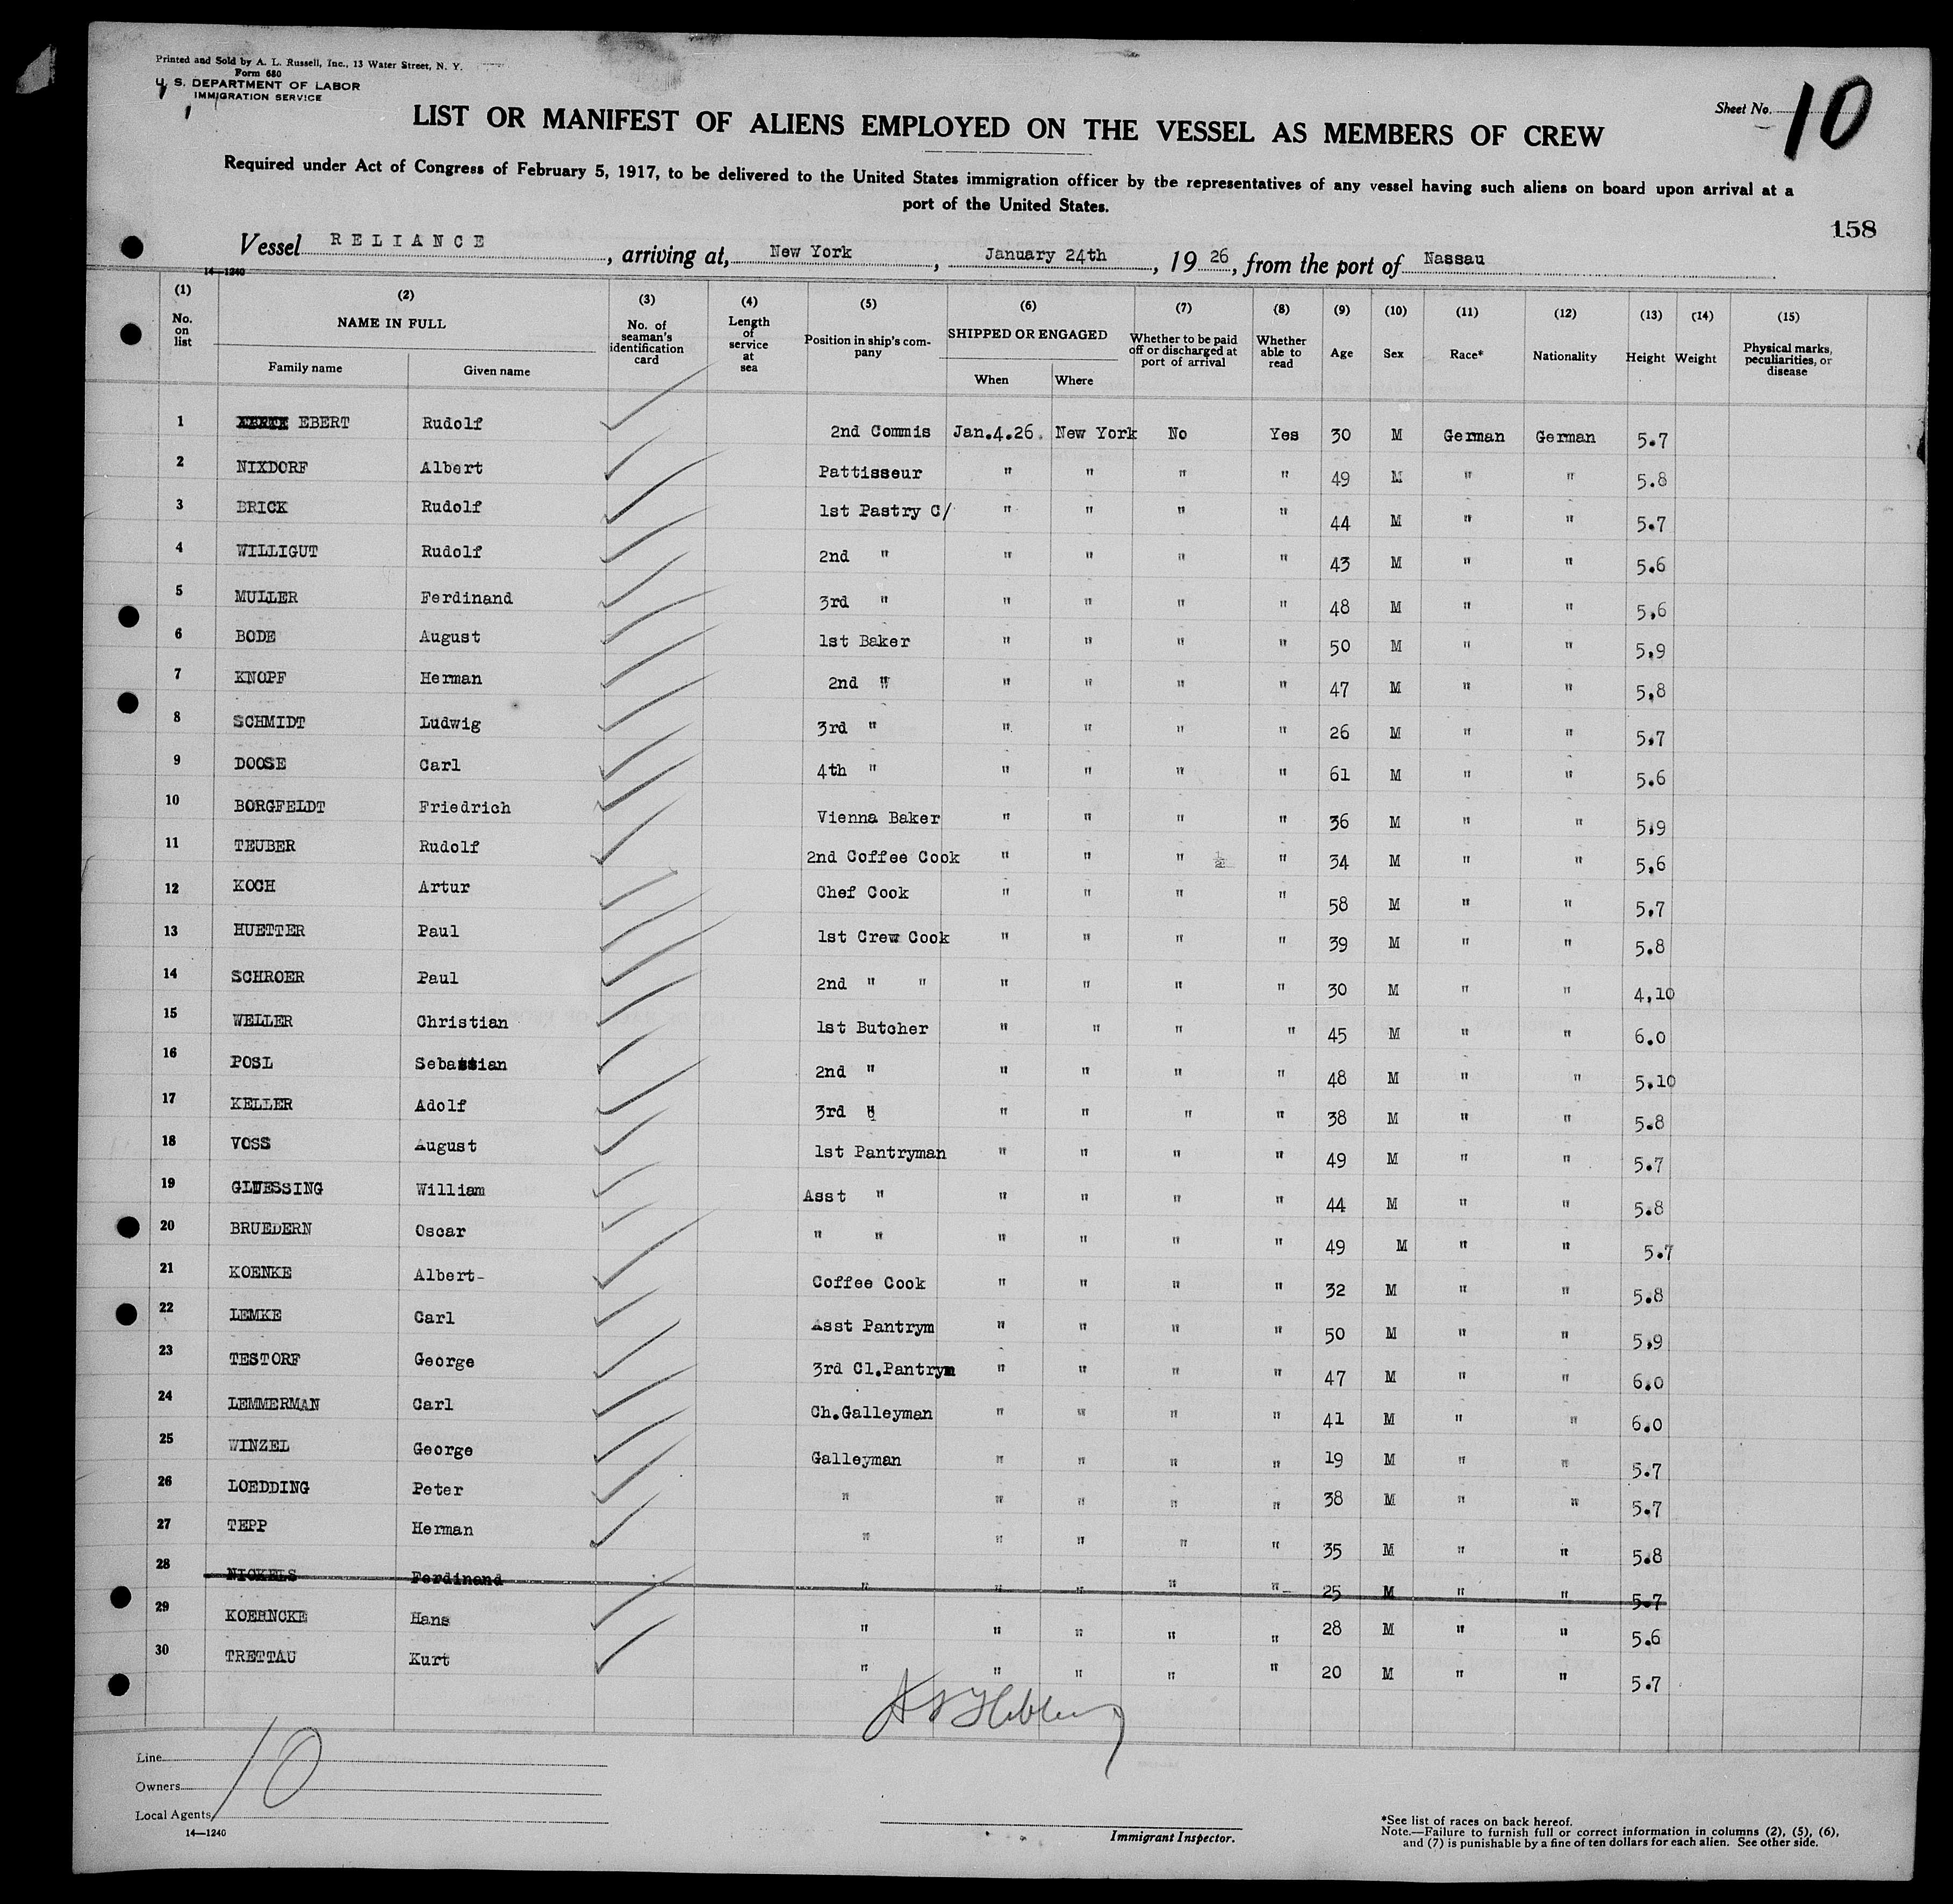 Printed and Sold by A. L. Russell, Inc., 13 Water Street, N. Y.
Form 680
U. S. DEPARTMENT OF LABOR
IMMIGRATION SERVICE
Sheet No. 10
LIST OR MANIFEST OF ALIENS EMPLOYED ON THE VESSEL AS MEMBERS OF CREW
Required under Act of Congress of February 5, 1917, to be delivered to the United States immigration officer by the representatives of any vessel having such aliens on board upon arrival at a
port of the United States.
158
Vessel RELIANCE, arriving at, New York, January 24th, 1926, from the port of Nassau
14—1240
(1) (2) (3) (4) (5) (6) (7) (8) (9) (10) (11) (12) (13) (14) (15)
No. on list NAME IN FULL Family name Given name No. of seaman's identification card Length of service at sea Position in ship's company SHIPPED OR ENGAGED When Where Whether to be paid off or discharged at port of arrival Whether able to read Age Sex Race* Nationality Height Weight Physical marks, peculiarities, or disease
1 EBERT Rudolf 2nd Commis Jan.4.26. New York No Yes 30 M German German 5.7
2 NIXDORF Albert Pattisseur " " " " 49 M " " 5.8
3 BRICK Rudolf 1st Pastry C/ " " " " 44 M " " 5.7
4 WILLIGUT Rudolf 2nd " " " " " 43 M " " 5.6
5 MULLER Ferdinand 3rd " " " " " 48 M " " 5,6
6 BODE August 1st Baker " " " " 50 M " " 5,9
7 KNOPF Herman 2nd " " " " " 47 M " " 5,8
8 SCHMIDT Ludwig 3rd " " " " " 26 M " " 5,7
9 DOOSE Carl 4th " " " " " 61 M " " 5.6
10 BORGFELDT Friedrich Vienna Baker " " " " 36 M " " 5,9
11 TEUBER Rudolf 2nd Coffee Cook " " " " 34 M " " 5,6
12 KOCH Artur Chef Cook " " " " 58 M " " 5.7
13 HUETTER Paul 1st Crew Cook " " " " 39 M " " 5.8
14 SCHROER Paul 2nd " " " " " " 30 M " " 4,10
15 WELLER Christian 1st Butcher " " " " 45 M " " 6.0
16 POSL Sebassian 2nd " " " " " 48 M " " 5.10
17 KELLER Adolf 3rd " " " " " 38 M " " 5.8
18 VOSS August 1st Pantryman " " " " 49 M " " 5.7
19 GLUESSING William Asst " " " " " 44 M " " 5.8
20 BRUEDERN Oscar " " " " " " 49 M " " 5.7
21 KOENKE Albert- Coffee Cook " " " " 32 M " " 5.8
22 LEMKE Carl Asst Pantrym " " " " 50 M " " 5,9
23 TESTORF George 3rd Cl.Pantrym " " " " 47 M " " 6.0
24 LEMMERMAN Carl Ch.Galleyman " " " " 41 M " " 6.0
25 WINZEL George Galleyman " " " " 19 M " " 5.7
26 LOEDDING Peter " " " " " 38 M " " 5.7
27 TEPP Herman " " " " " 35 M " " 5.8
28 NICKELS Ferdinand " " " " " 25 M " " 5.7
29 KOERNCKE Hans " " " " " 28 M " " 5.6
30 TRETTAU Kurt " " " " " 20 M " " 5.7
Line
Owners
Local Agents
10
14—1240
Immigrant Inspector.
*See list of races on back hereof.
Note.—Failure to furnish full or correct information in columns (2), (5), (6),
and (7) is punishable by a fine of ten dollars for each alien. See other side.